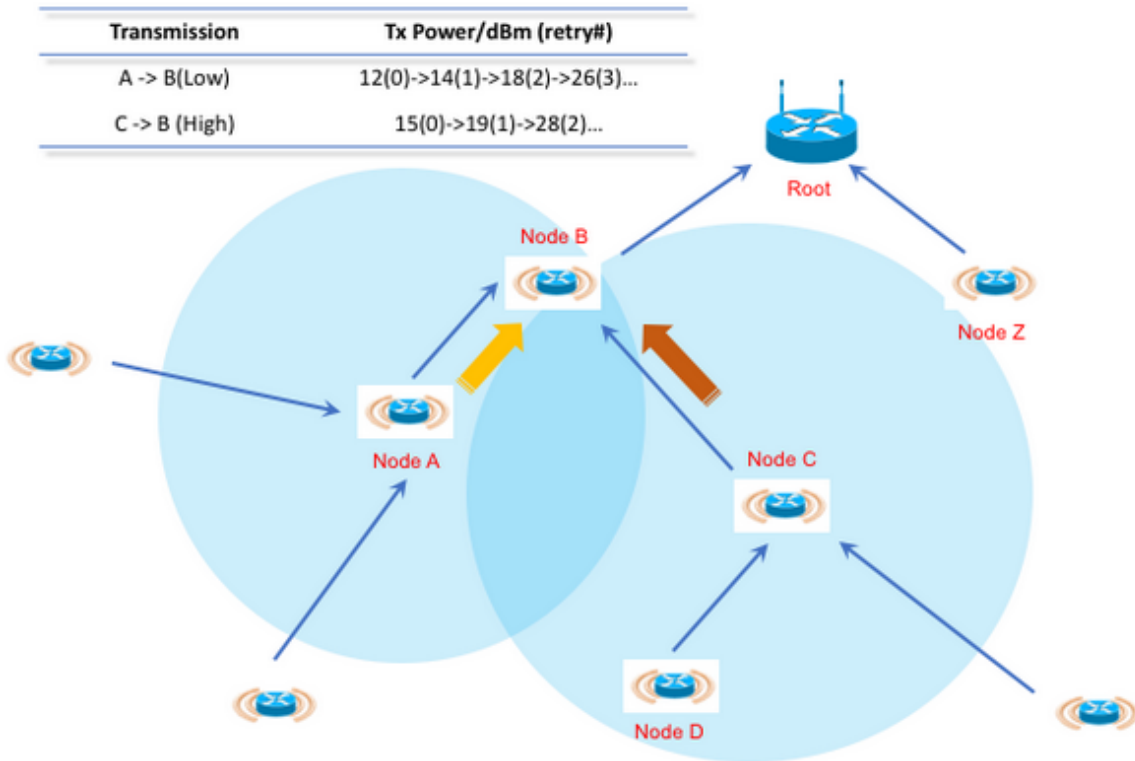 Transmission Tx Power/dBm (retry#)
A -> B(Low) 12(0)->14(1)->18(2)->26(3)...
C -> B (High) 15(0)->19(1)->28(2)...
Root
Node B
Node Z
Node A
Node C
Node D